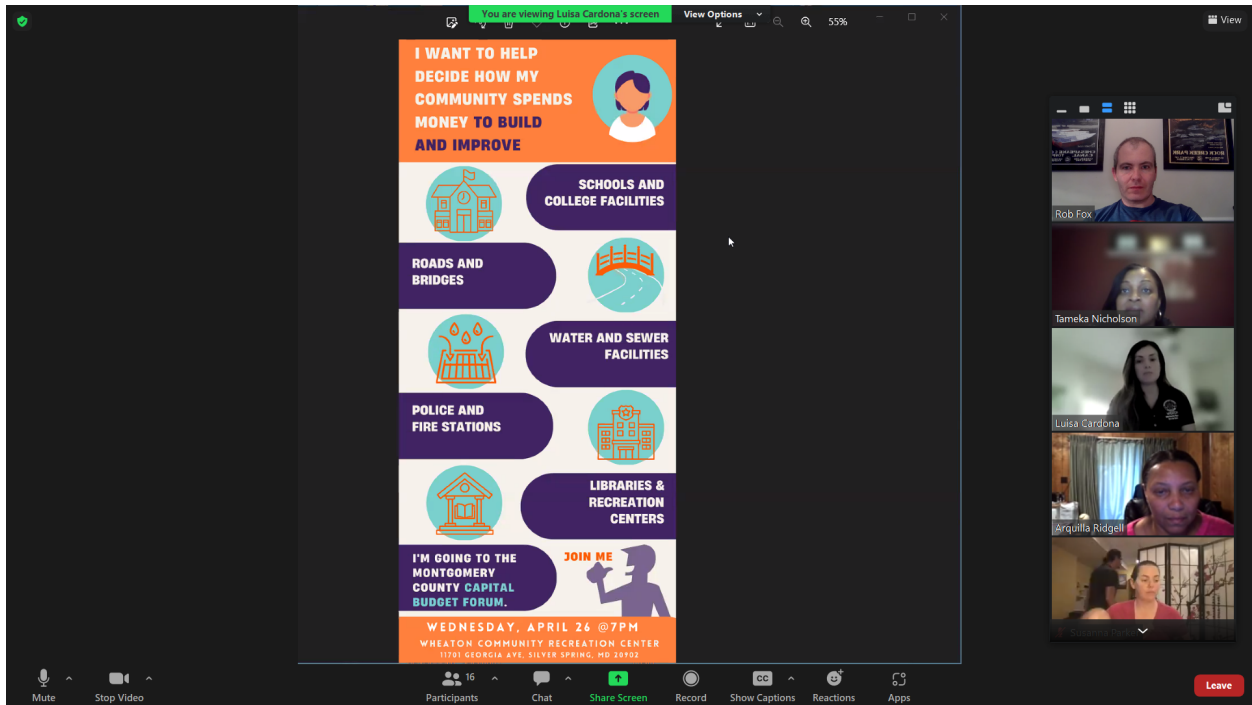 You are viewing Luisa Cardona's screen
View Options
55%
View
I WANT TO HELP
DECIDE HOW MY
COMMUNITY SPENDS
MONEY TO BUILD
AND IMPROVE
SCHOOLS AND
COLLEGE FACILITIES
ROADS AND
BRIDGES
WATER AND SEWER
FACILITIES
POLICE AND
FIRE STATIONS
LIBRARIES &
RECREATION
CENTERS
I'M GOING TO THE
MONTGOMERY
COUNTY CAPITAL
BUDGET FORUM.
JOIN ME
WEDNESDAY, APRIL 26 @7PM
WHEATON COMMUNITY RECREATION CENTER
11701 GEORGIA AVE, SILVER SPRING, MD 20902
Rob Fox
Tameka Nicholson
Luisa Cardona
Arquilla Ridgell
Mute
Stop Video
16
Participants
Chat
Share Screen
Record
CC
Show Captions
Reactions
Apps
Leave